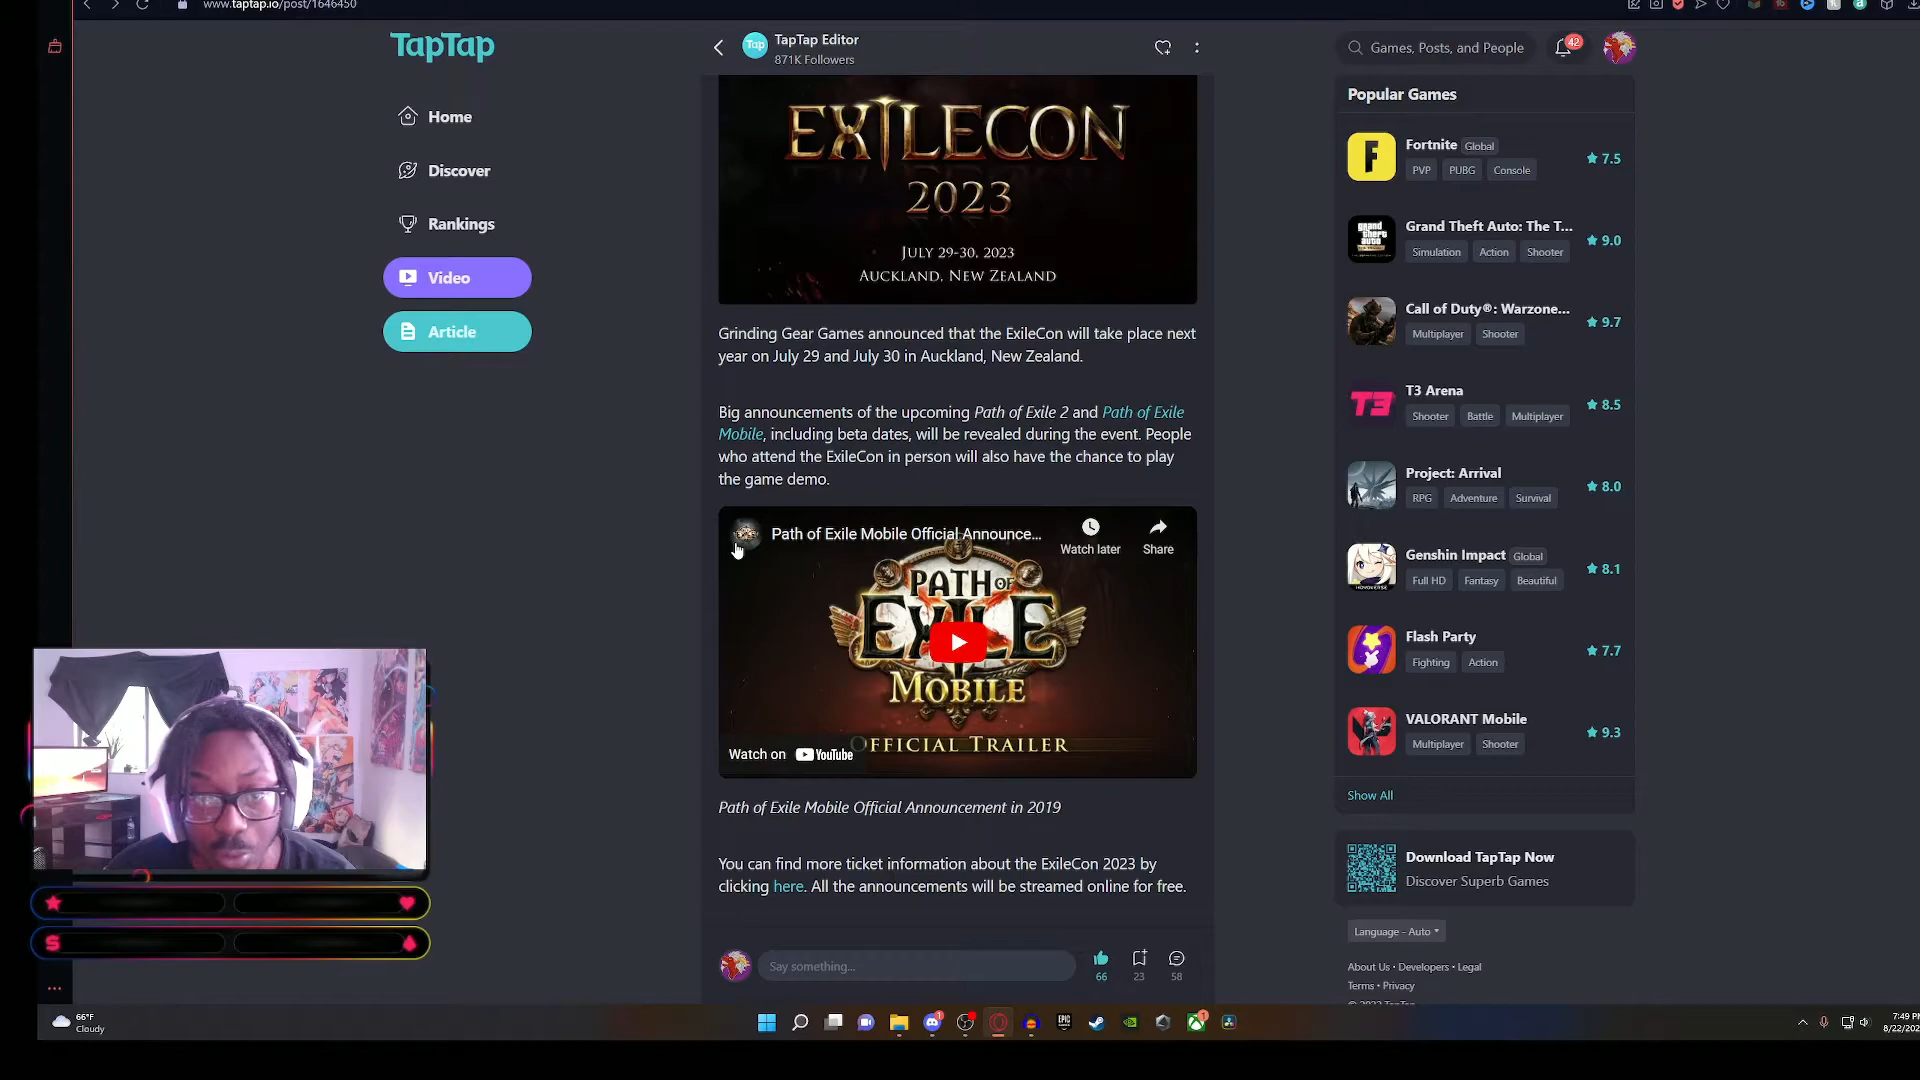 www.taptap.io/post/1646450
TapTap
Home
Discover
Rankings
Video
Article
Tap
TapTap Editor
871K Followers
EXILECON
2023
JULY 29-30, 2023
AUCKLAND, NEW ZEALAND
Grinding Gear Games announced that the ExileCon will take place next
year on July 29 and July 30 in Auckland, New Zealand.
Big announcements of the upcoming Path of Exile 2 and Path of Exile
Mobile, including beta dates, will be revealed during the event. People
who attend the ExileCon in person will also have the chance to play
the game demo.
Path of Exile Mobile Official Announce...
Watch later
Share
PATH OF
EXILE
MOBILE
OFFICIAL TRAILER
Watch on YouTube
Path of Exile Mobile Official Announcement in 2019
You can find more ticket information about the ExileCon 2023 by
clicking here. All the announcements will be streamed online for free.
Say something...
66
23
58
Games, Posts, and People
42
Popular Games
Fortnite Global
PVP PUBG Console
7.5
Grand Theft Auto: The T...
Simulation Action Shooter
9.0
Call of Duty®: Warzone...
Multiplayer Shooter
9.7
T3
T3 Arena
Shooter Battle Multiplayer
8.5
Project: Arrival
RPG Adventure Survival
8.0
Genshin Impact Global
Full HD Fantasy Beautiful
8.1
Flash Party
Fighting Action
7.7
VALORANT Mobile
Multiplayer Shooter
9.3
Show All
Download TapTap Now
Discover Superb Games
Language - Auto
About Us • Developers • Legal
Terms • Privacy
66°F
Cloudy
7:49 PM